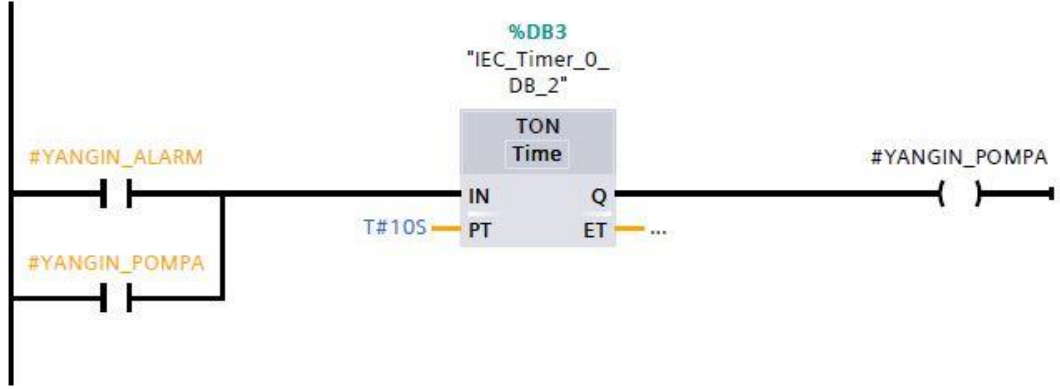 %DB3
"IEC_Timer_0_
DB_2"
TON
Time
#YANGIN_ALARM
#YANGIN_POMPA
IN
Q
T#10S
PT
ET
...
#YANGIN_POMPA